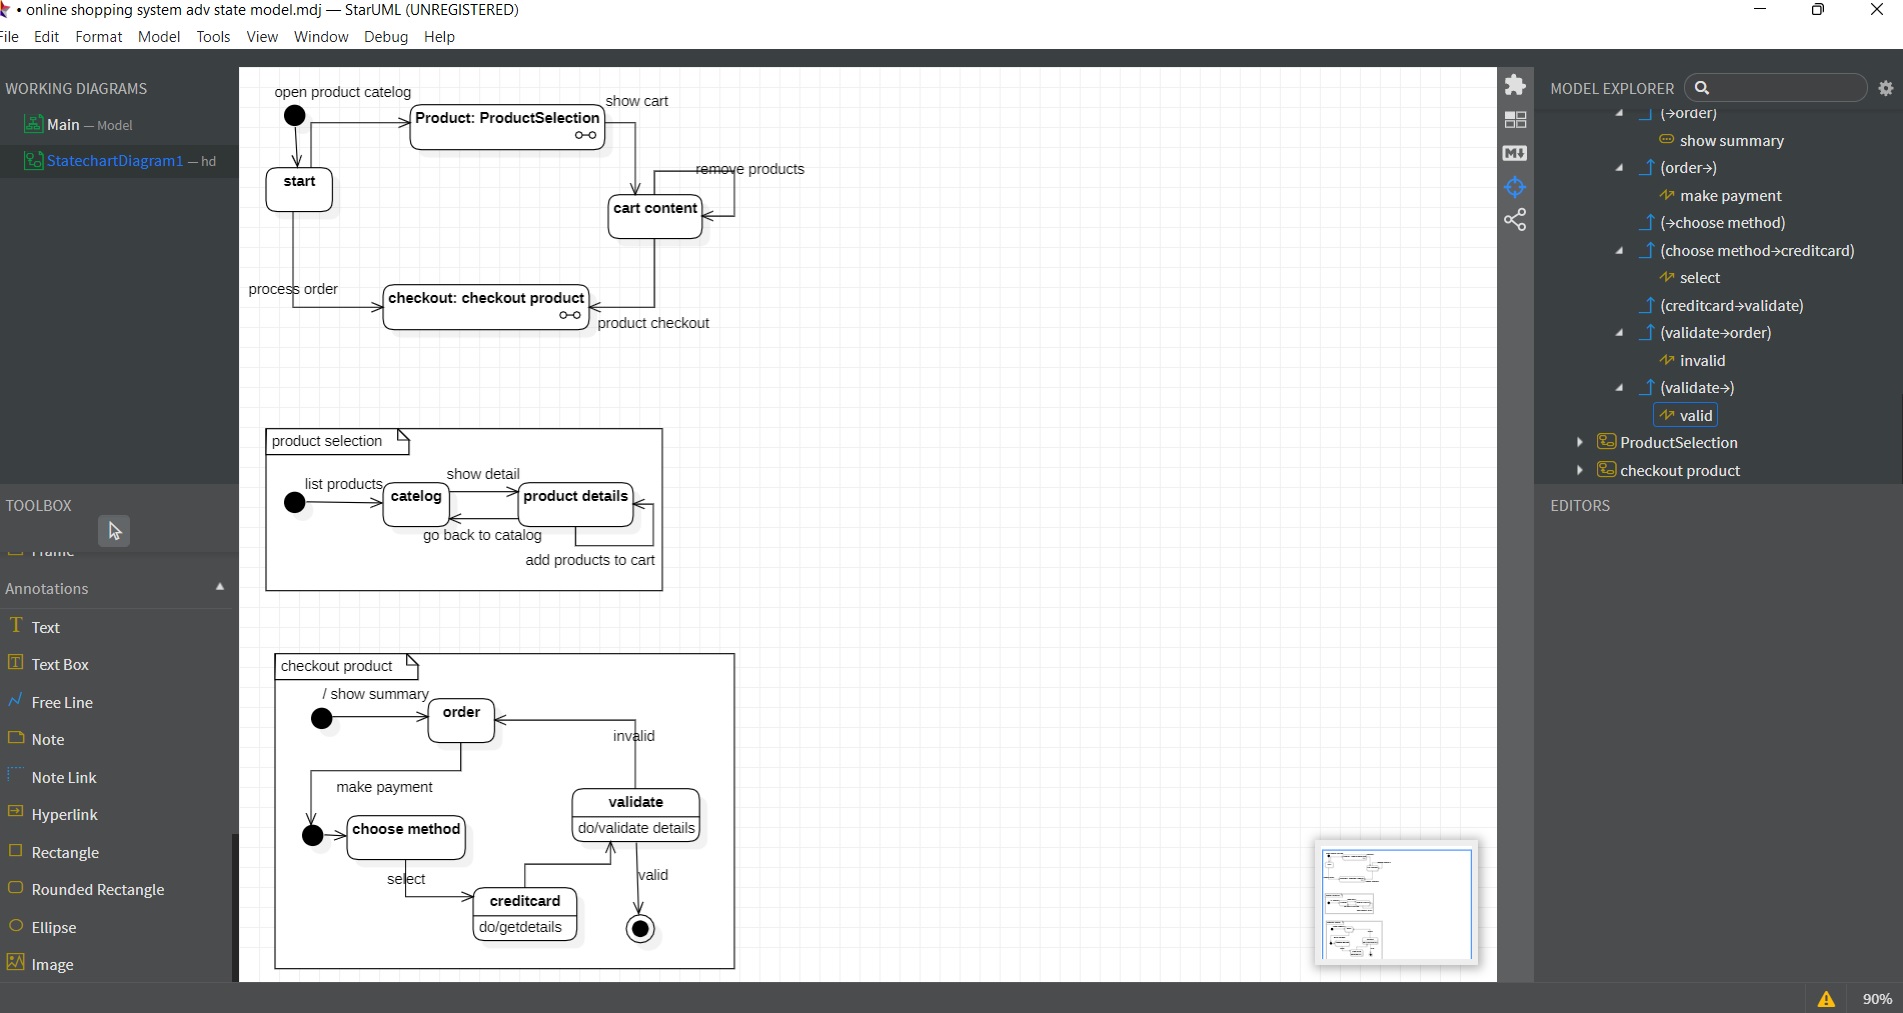 • online shopping system adv state model.mdj — StarUML (UNREGISTERED)
File Edit Format Model Tools View Window Debug Help
WORKING DIAGRAMS
Main — Model
StatechartDiagram1 — hd
TOOLBOX
Frame
Annotations
Text
Text Box
Free Line
Note
Note Link
Hyperlink
Rectangle
Rounded Rectangle
Ellipse
Image
open product catelog
Product: ProductSelection
show cart
start
remove products
cart content
process order
checkout: checkout product
product checkout
product selection
list products
show detail
catelog
product details
go back to catalog
add products to cart
checkout product
/ show summary
order
invalid
make payment
validate
do/validate details
choose method
select
valid
creditcard
do/getdetails
M
MODEL EXPLORER
(→order)
show summary
(order→)
make payment
(→choose method)
(choose method→creditcard)
select
(creditcard→validate)
(validate→order)
invalid
(validate→)
valid
ProductSelection
checkout product
EDITORS
90%